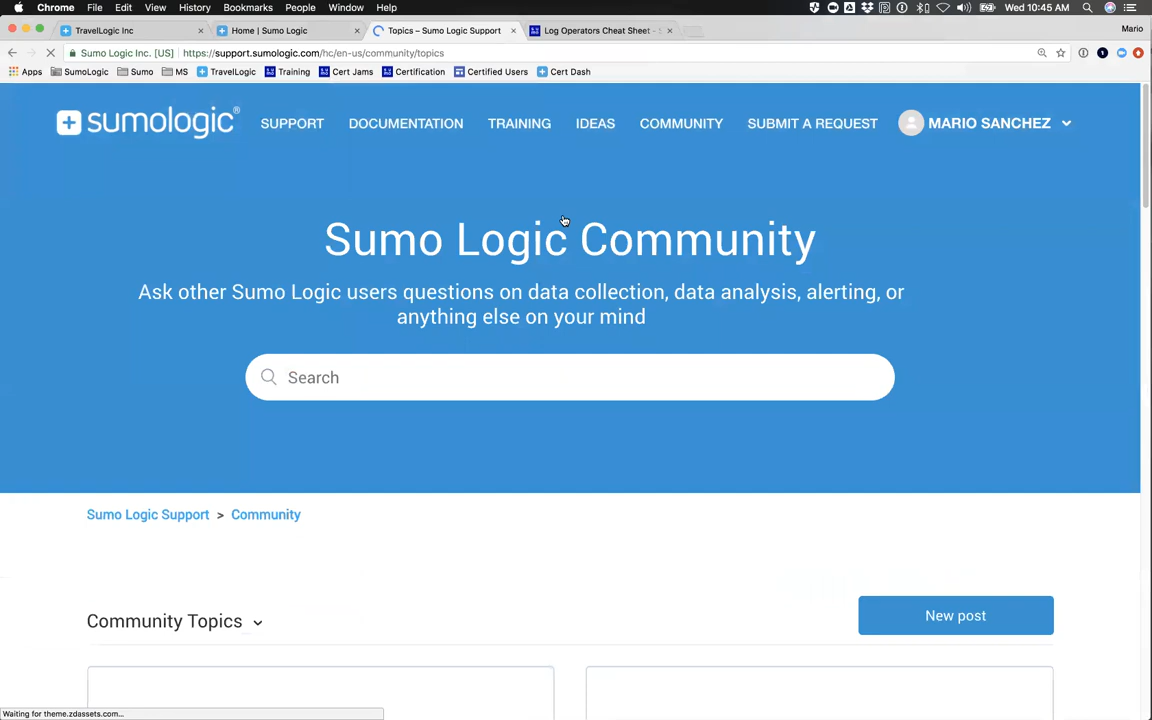 Chrome File Edit View History Bookmarks People Window Help Wed 10:45 AM
TravelLogic Inc Home | Sumo Logic Topics – Sumo Logic Support Log Operators Cheat Sheet - Mario
Sumo Logic Inc. [US] https://support.sumologic.com/hc/en-us/community/topics
Apps SumoLogic Sumo MS TravelLogic Training Cert Jams Certification Certified Users Cert Dash
sumologic® SUPPORT DOCUMENTATION TRAINING IDEAS COMMUNITY SUBMIT A REQUEST MARIO SANCHEZ
Sumo Logic Community
Ask other Sumo Logic users questions on data collection, data analysis, alerting, or
anything else on your mind
Search
Sumo Logic Support > Community
Community Topics
New post
Waiting for theme.zdassets.com...